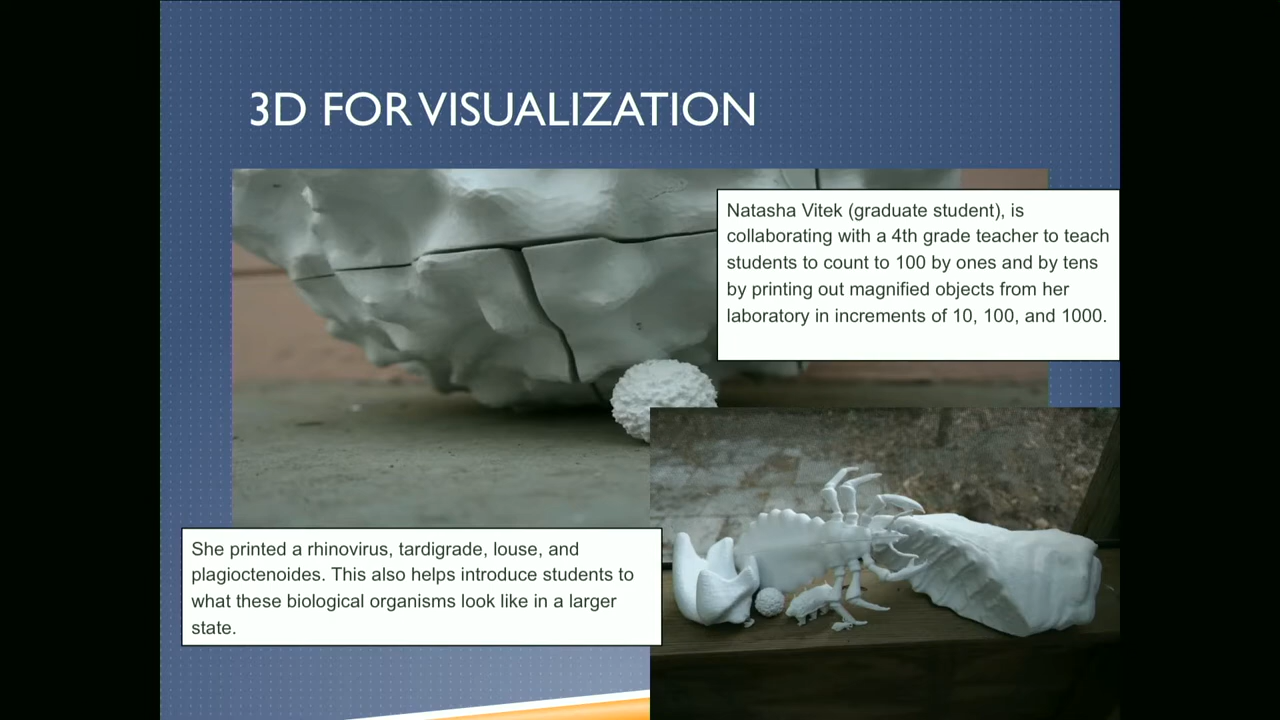 3D FOR VISUALIZATION
Natasha Vitek (graduate student), is
collaborating with a 4th grade teacher to teach
students to count to 100 by ones and by tens
by printing out magnified objects from her
laboratory in increments of 10, 100, and 1000.
She printed a rhinovirus, tardigrade, louse, and
plagioctenoides. This also helps introduce students to
what these biological organisms look like in a larger
state.